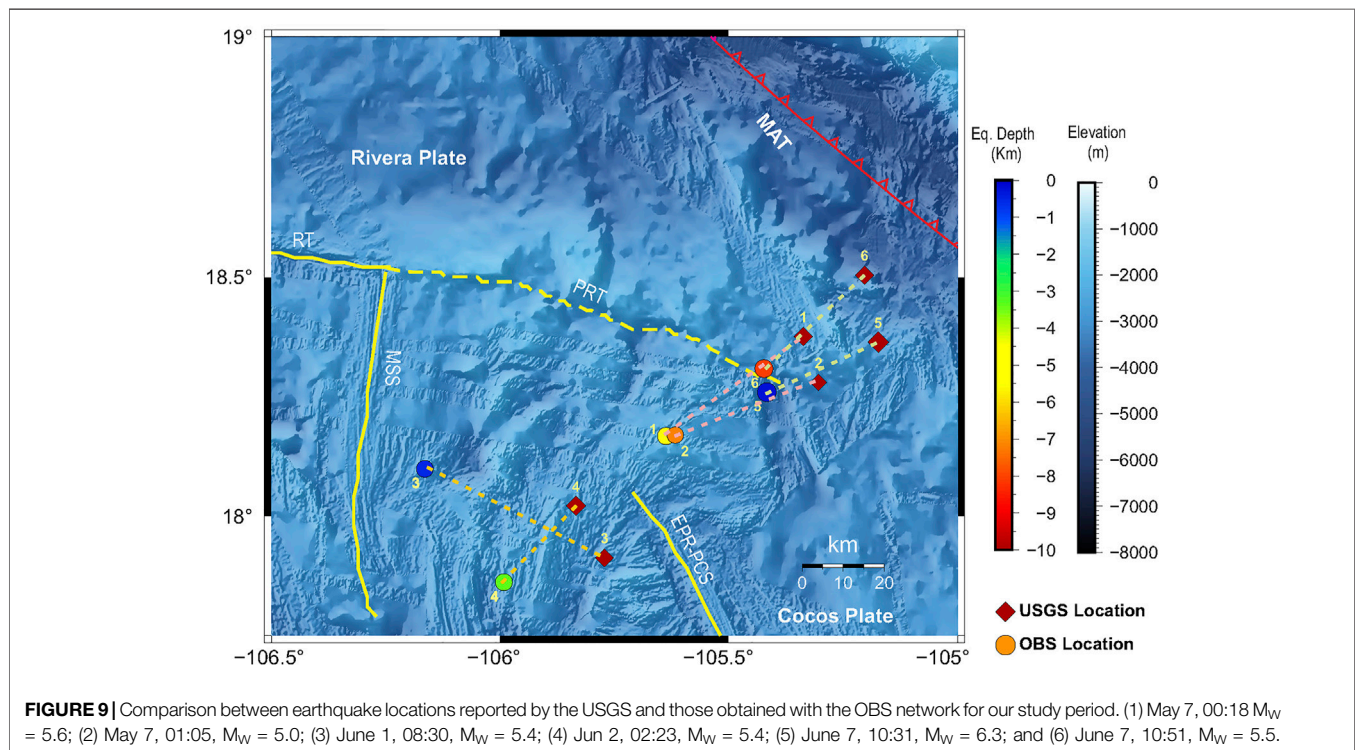 19°
18.5°
18°
−106.5°
−106°
−105.5°
−105°
Rivera Plate
MAT
RT
PRT
MSS
EPR-PCS
6
1
5
2
6
5
1
2
3
4
3
4
km
0 10 20
Cocos Plate
Eq. Depth
(Km)
0
−1
−2
−3
−4
−5
−6
−7
−8
−9
−10
Elevation
(m)
0
−1000
−2000
−3000
−4000
−5000
−6000
−7000
−8000
USGS Location
OBS Location
FIGURE 9 | Comparison between earthquake locations reported by the USGS and those obtained with the OBS network for our study period. (1) May 7, 00:18 MW
= 5.6; (2) May 7, 01:05, MW = 5.0; (3) June 1, 08:30, MW = 5.4; (4) Jun 2, 02:23, MW = 5.4; (5) June 7, 10:31, MW = 6.3; and (6) June 7, 10:51, MW = 5.5.